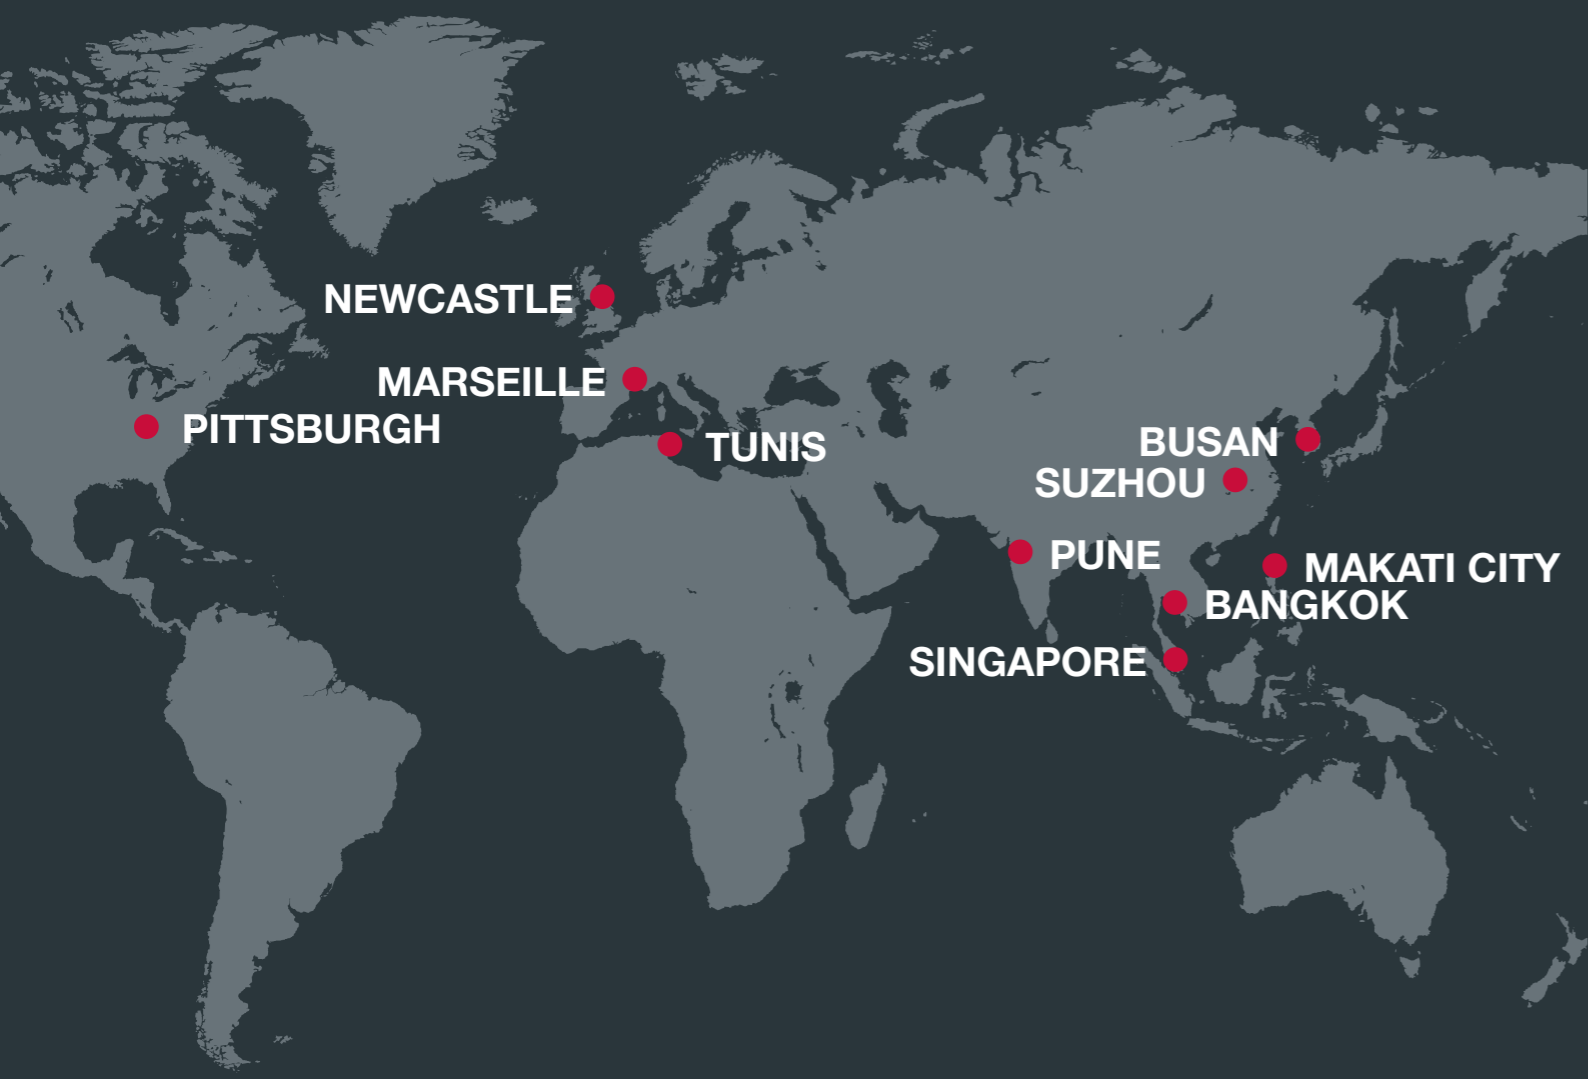 NEWCASTLE
MARSEILLE
PITTSBURGH
TUNIS
BUSAN
SUZHOU
PUNE
MAKATI CITY
BANGKOK
SINGAPORE